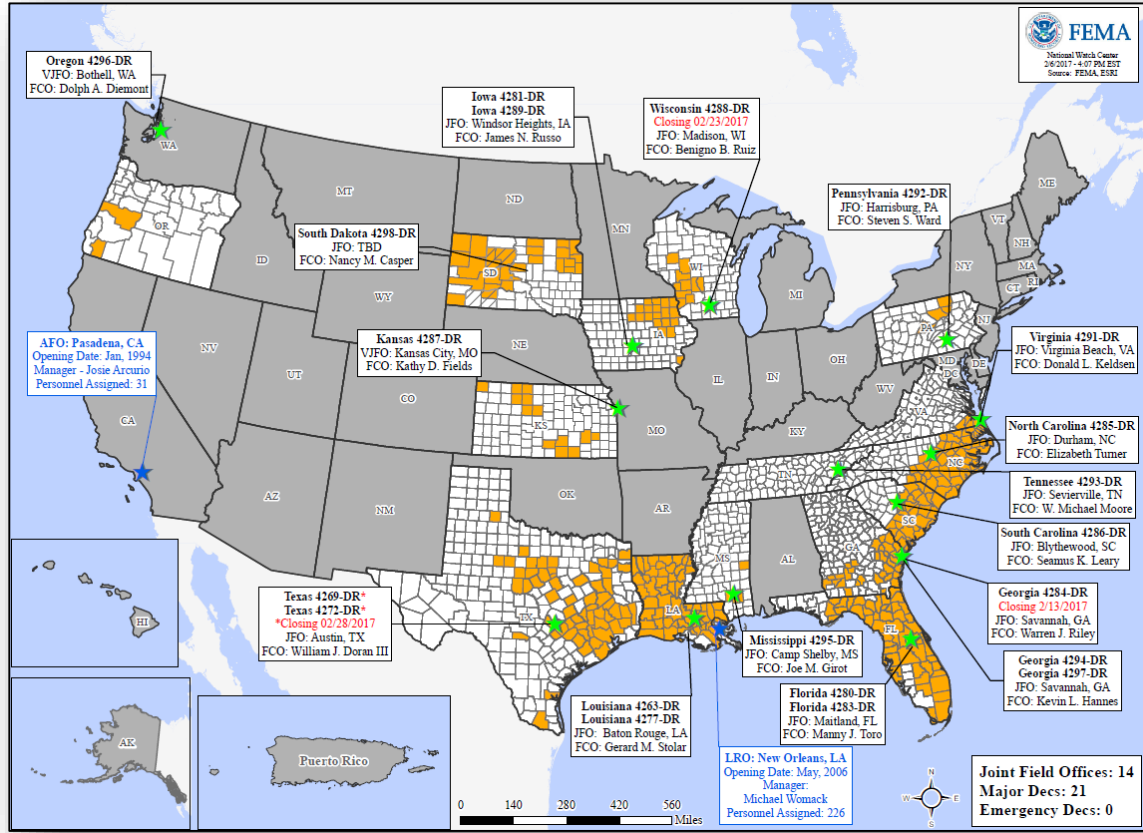 FEMA
National Watch Center
2/6/2017 - 4:07 PM EST
Source: FEMA, ESRI
Oregon 4296-DR
VJFO: Bothell, WA
FCO: Dolph A. Diemont
Iowa 4281-DR
Iowa 4289-DR
JFO: Windsor Heights, IA
FCO: James N. Russo
Wisconsin 4288-DR
Closing 02/23/2017
JFO: Madison, WI
FCO: Benigno B. Ruiz
Pennsylvania 4292-DR
JFO: Harrisburg, PA
FCO: Steven S. Ward
South Dakota 4298-DR
JFO: TBD
FCO: Nancy M. Casper
Kansas 4287-DR
VJFO: Kansas City, MO
FCO: Kathy D. Fields
AFO: Pasadena, CA
Opening Date: Jan, 1994
Manager - Josie Arcurio
Personnel Assigned: 31
Virginia 4291-DR
JFO: Virginia Beach, VA
FCO: Donald L. Keldsen
North Carolina 4285-DR
JFO: Durham, NC
FCO: Elizabeth Turner
Tennessee 4293-DR
JFO: Sevierville, TN
FCO: W. Michael Moore
South Carolina 4286-DR
JFO: Blythewood, SC
FCO: Seamus K. Leary
Georgia 4284-DR
Closing 2/13/2017
JFO: Savannah, GA
FCO: Warren J. Riley
Georgia 4294-DR
Georgia 4297-DR
JFO: Savannah, GA
FCO: Kevin L. Hannes
Texas 4269-DR*
Texas 4272-DR*
*Closing 02/28/2017
JFO: Austin, TX
FCO: William J. Doran III
Mississippi 4295-DR
JFO: Camp Shelby, MS
FCO: Joe M. Girot
Florida 4280-DR
Florida 4283-DR
JFO: Maitland, FL
FCO: Manny J. Toro
Louisiana 4263-DR
Louisiana 4277-DR
JFO: Baton Rouge, LA
FCO: Gerard M. Stolar
LRO: New Orleans, LA
Opening Date: May, 2006
Manager:
Michael Womack
Personnel Assigned: 226
WA
MT
ND
MN
ME
VT
NH
MA
RI
CT
NY
OR
ID
SD
WI
MI
WY
IA
PA
NJ
NV
NE
OH
MD
DE
DC
UT
IL
IN
WV
VA
CA
CO
KS
MO
KY
NC
TN
AZ
NM
OK
AR
SC
MS
AL
GA
TX
LA
FL
HI
AK
Puerto Rico
N
W
E
S
0 140 280 420 560
Miles
Joint Field Offices: 14
Major Decs: 21
Emergency Decs: 0